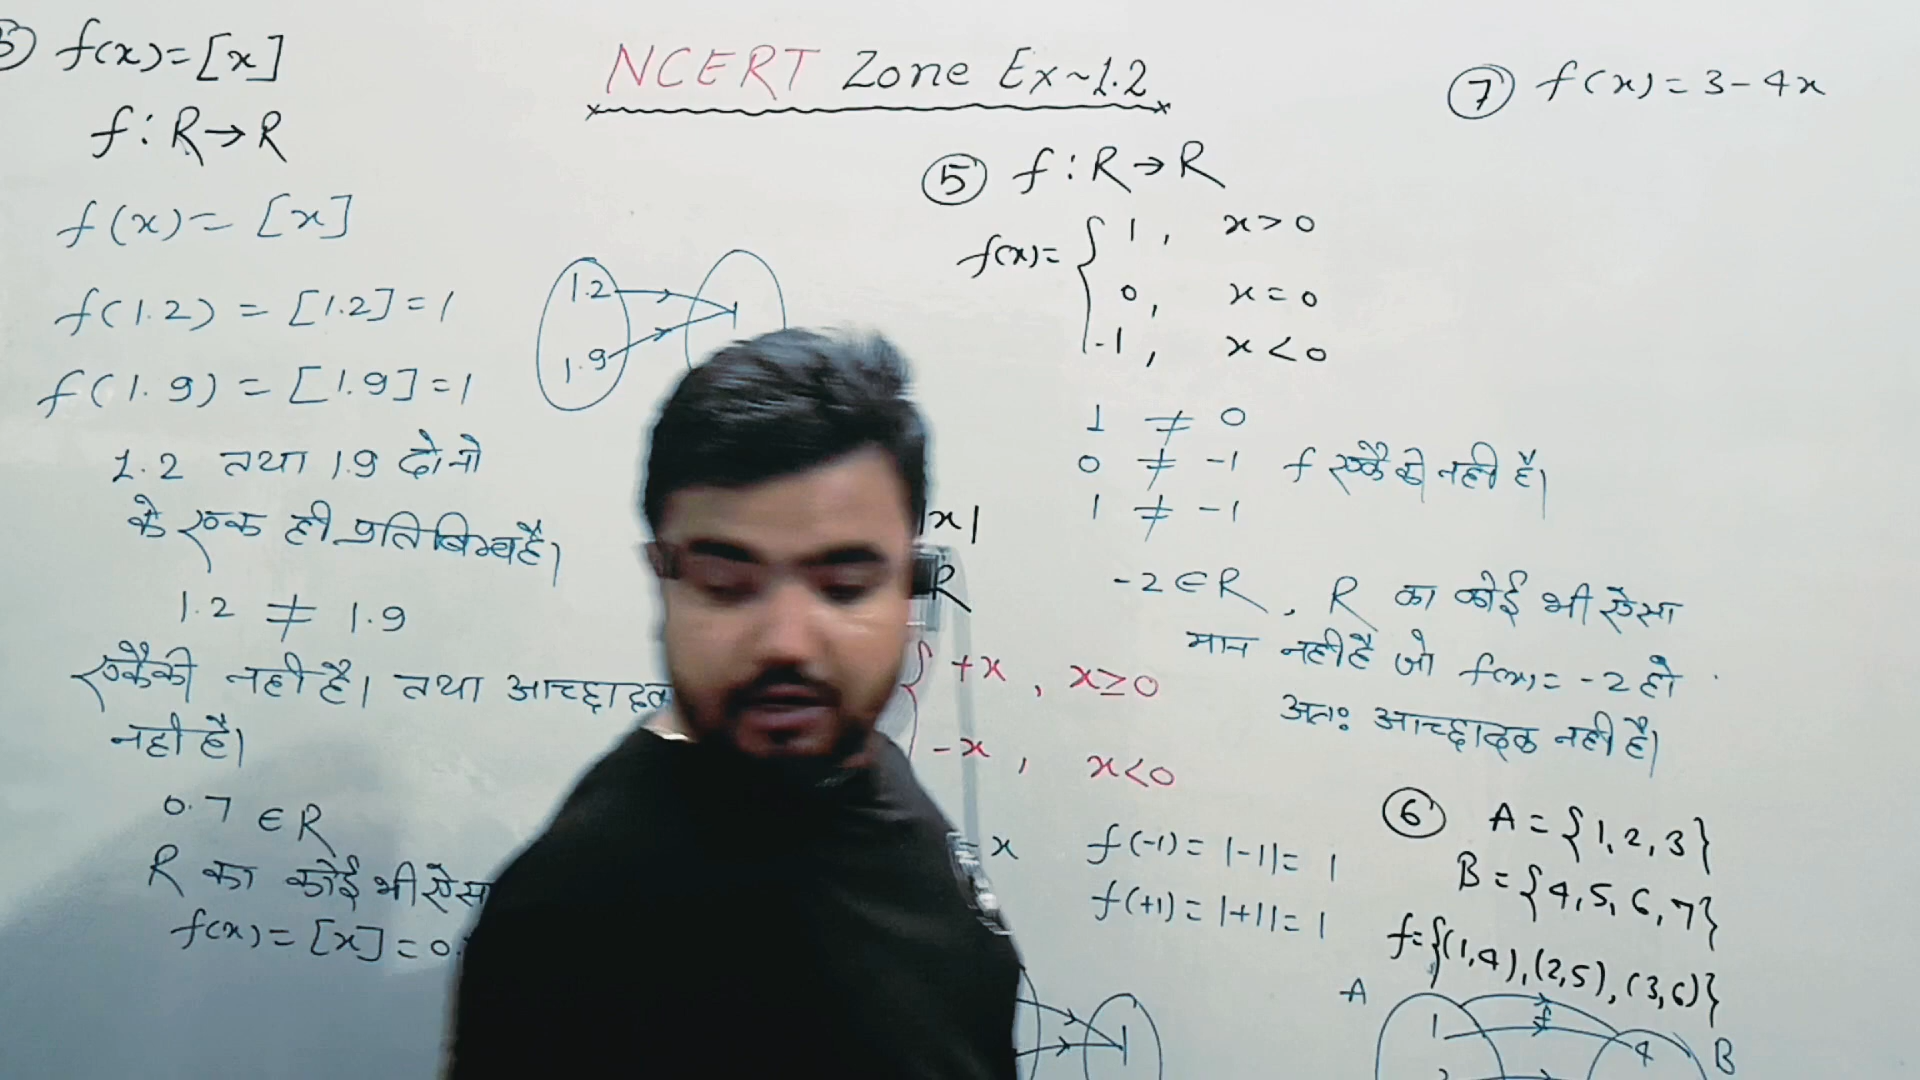 f(x)=[x]
f:R→R
f(x)=[x]
f(1.2) = [1.2]=1
f(1.9) = [1.9]=1
1.2 तथा 1.9 दोनो
के एक ही प्रतिबिम्ब है।
1.2 ≠ 1.9
एकैकी नही है। तथा आच्छादक
नही है।
0.7 ∈R
R का कोई भी ऐसा
f(x)=[x]=0.
1.2
1.9
1
NCERT Zone Ex~1.2
⑤ f:R→R
f(x)= { 1, x>0
0, x=0
-1, x<0
1 ≠ 0
0 ≠ -1 f एकैकी नही है।
1 ≠ -1
-2∈R, R का कोई भी ऐसा
मान नही है जो f(x)=-2 हो
अतः आच्छादक नही है।
|x|
R
{ +x, x≥0
-x, x<0
-x
f(-1)=|-1|=1
f(+1)=|+1|=1
1
⑥ A={1,2,3}
B={4,5,6,7}
f={(1,4),(2,5),(3,6)}
A
f
1
4
B
⑦ f(x)=3-4x